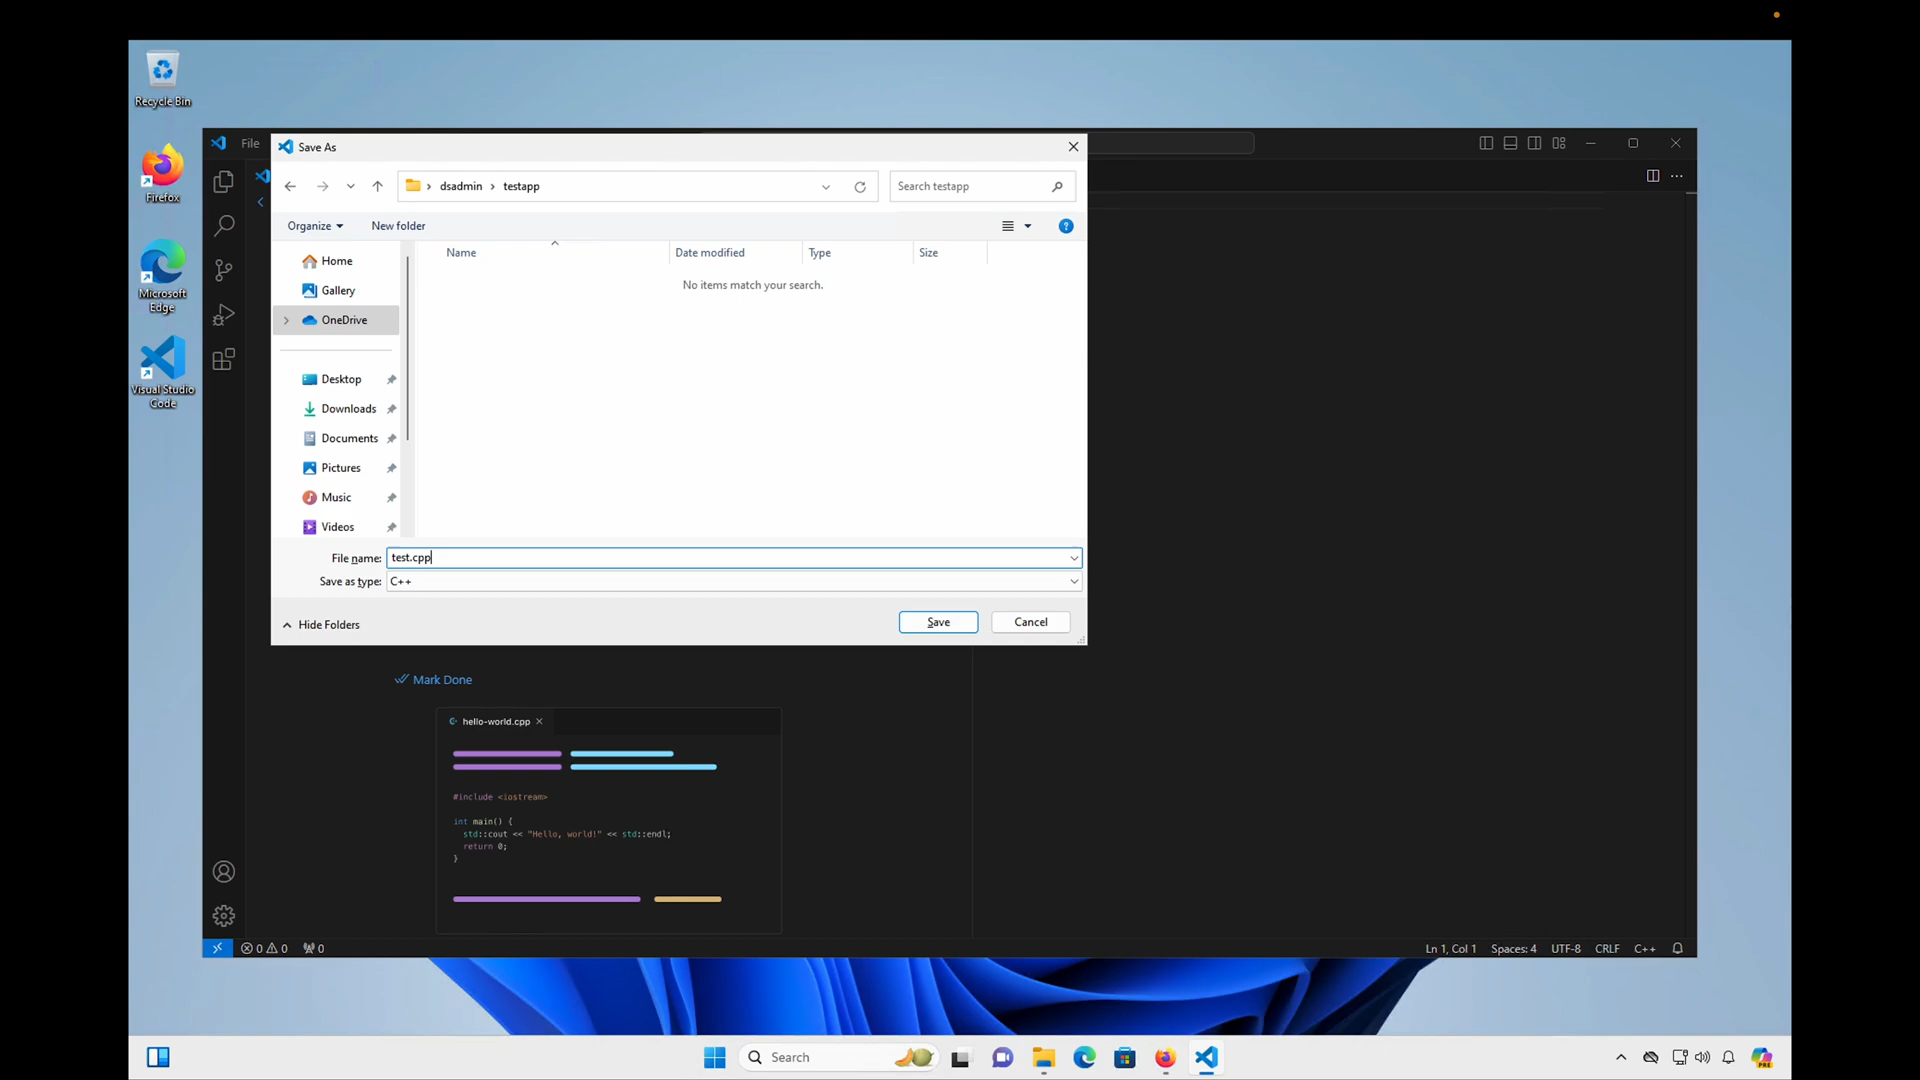 Recycle Bin
Firefox
Microsoft
Edge
Visual Studio
Code
File
Save As
dsadmin
testapp
Search testapp
Organize
New folder
Name
Date modified
Type
Size
No items match your search.
Home
Gallery
OneDrive
Desktop
Downloads
Documents
Pictures
Music
Videos
File name: test.cpp
Save as type: C++
Hide Folders
Save
Cancel
Mark Done
hello-world.cpp
#include <iostream>
int main() {
std::cout << "Hello, world!" << std::endl;
return 0;
}
0 0 0
Ln 1, Col 1 Spaces: 4 UTF-8 CRLF C++
Search
PRE